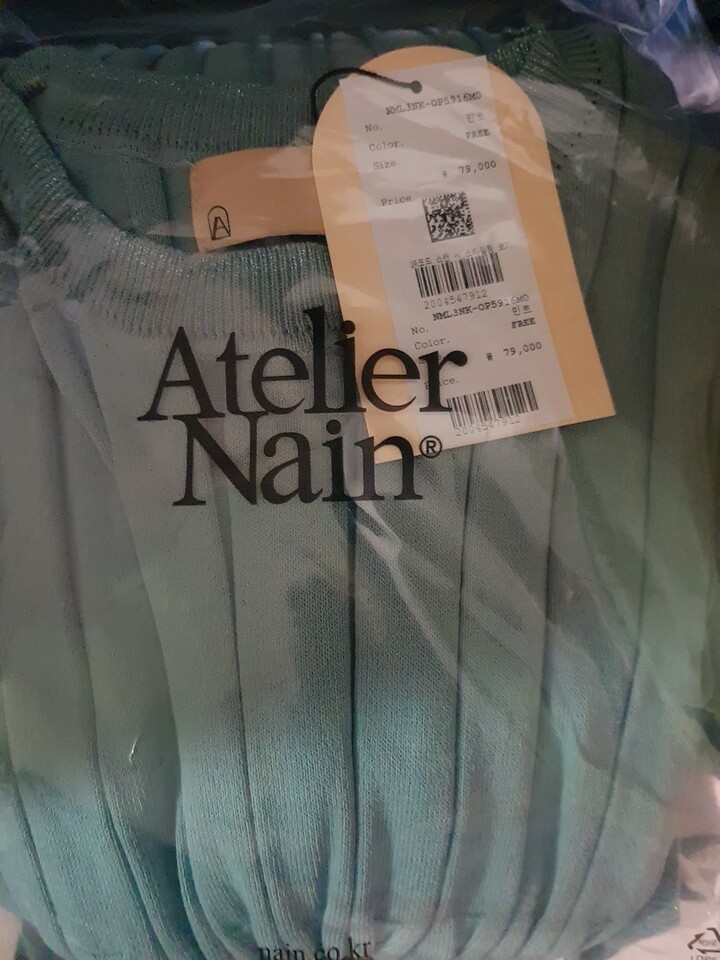 NML3NK-OP5916MD
No.
민트
Color.
FREE
Size
₩ 79,000
Price
2004547912
NML3NK-OP5916MD
No.
민트
Color.
FREE
₩ 79,000
2004547912
A
Atelier
Nain®
nain.co.kr